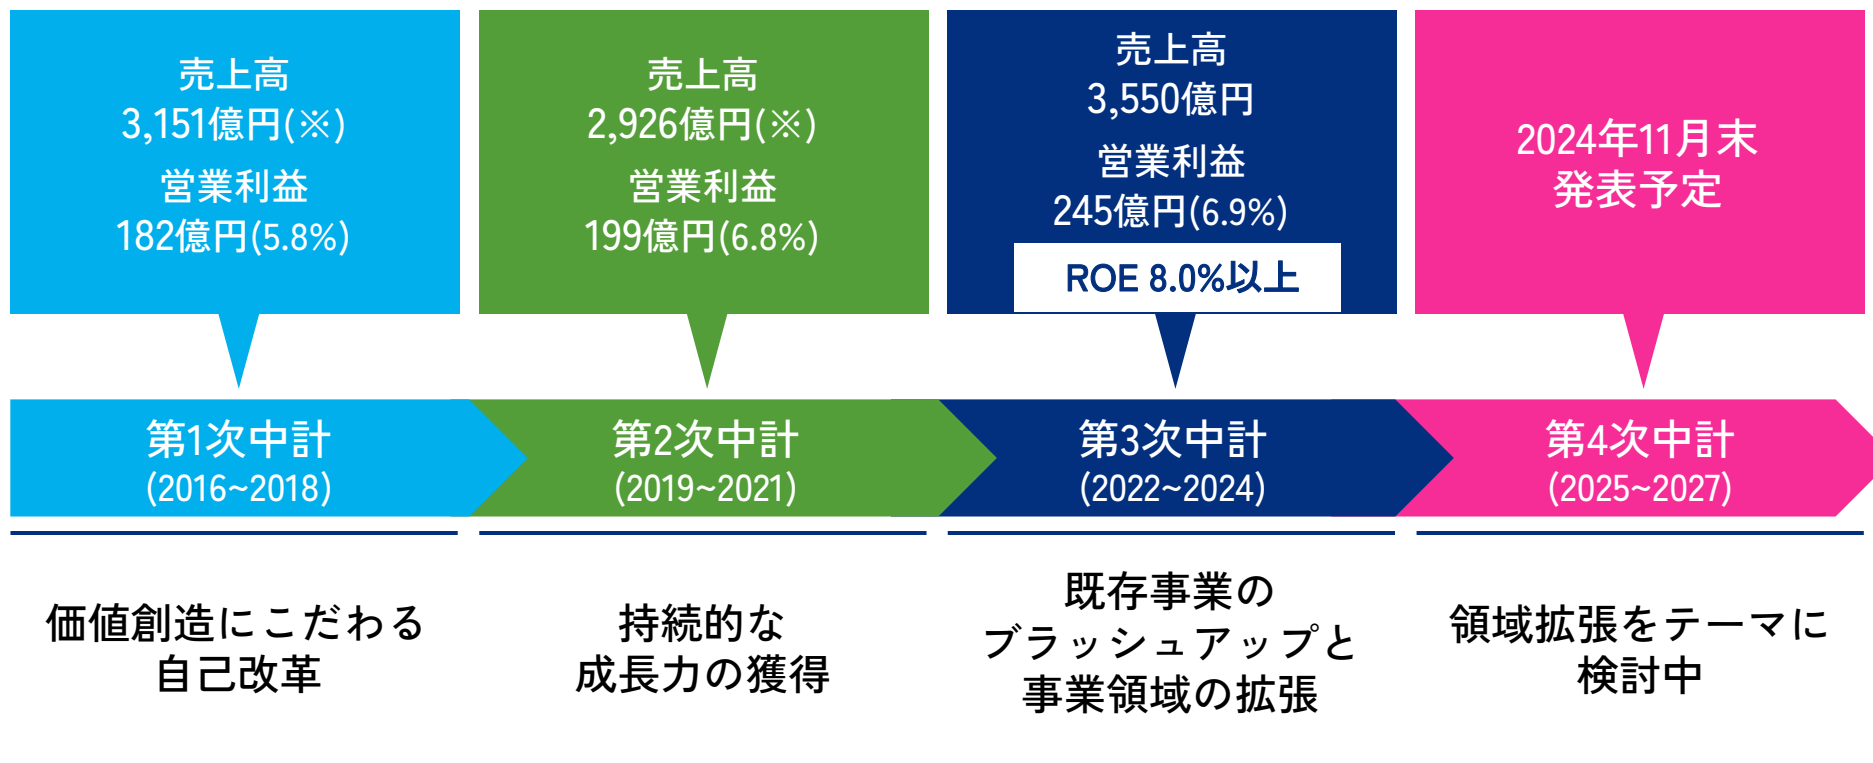 売上高
3,151億円(※)
営業利益
182億円(5.8%)
売上高
2,926億円(※)
営業利益
199億円(6.8%)
売上高
3,550億円
営業利益
245億円(6.9%)
ROE 8.0%以上
2024年11月末
発表予定
第1次中計
(2016~2018)
第2次中計
(2019~2021)
第3次中計
(2022~2024)
第4次中計
(2025~2027)
価値創造にこだわる
自己改革
持続的な
成長力の獲得
既存事業の
ブラッシュアップと
事業領域の拡張
領域拡張をテーマに
検討中